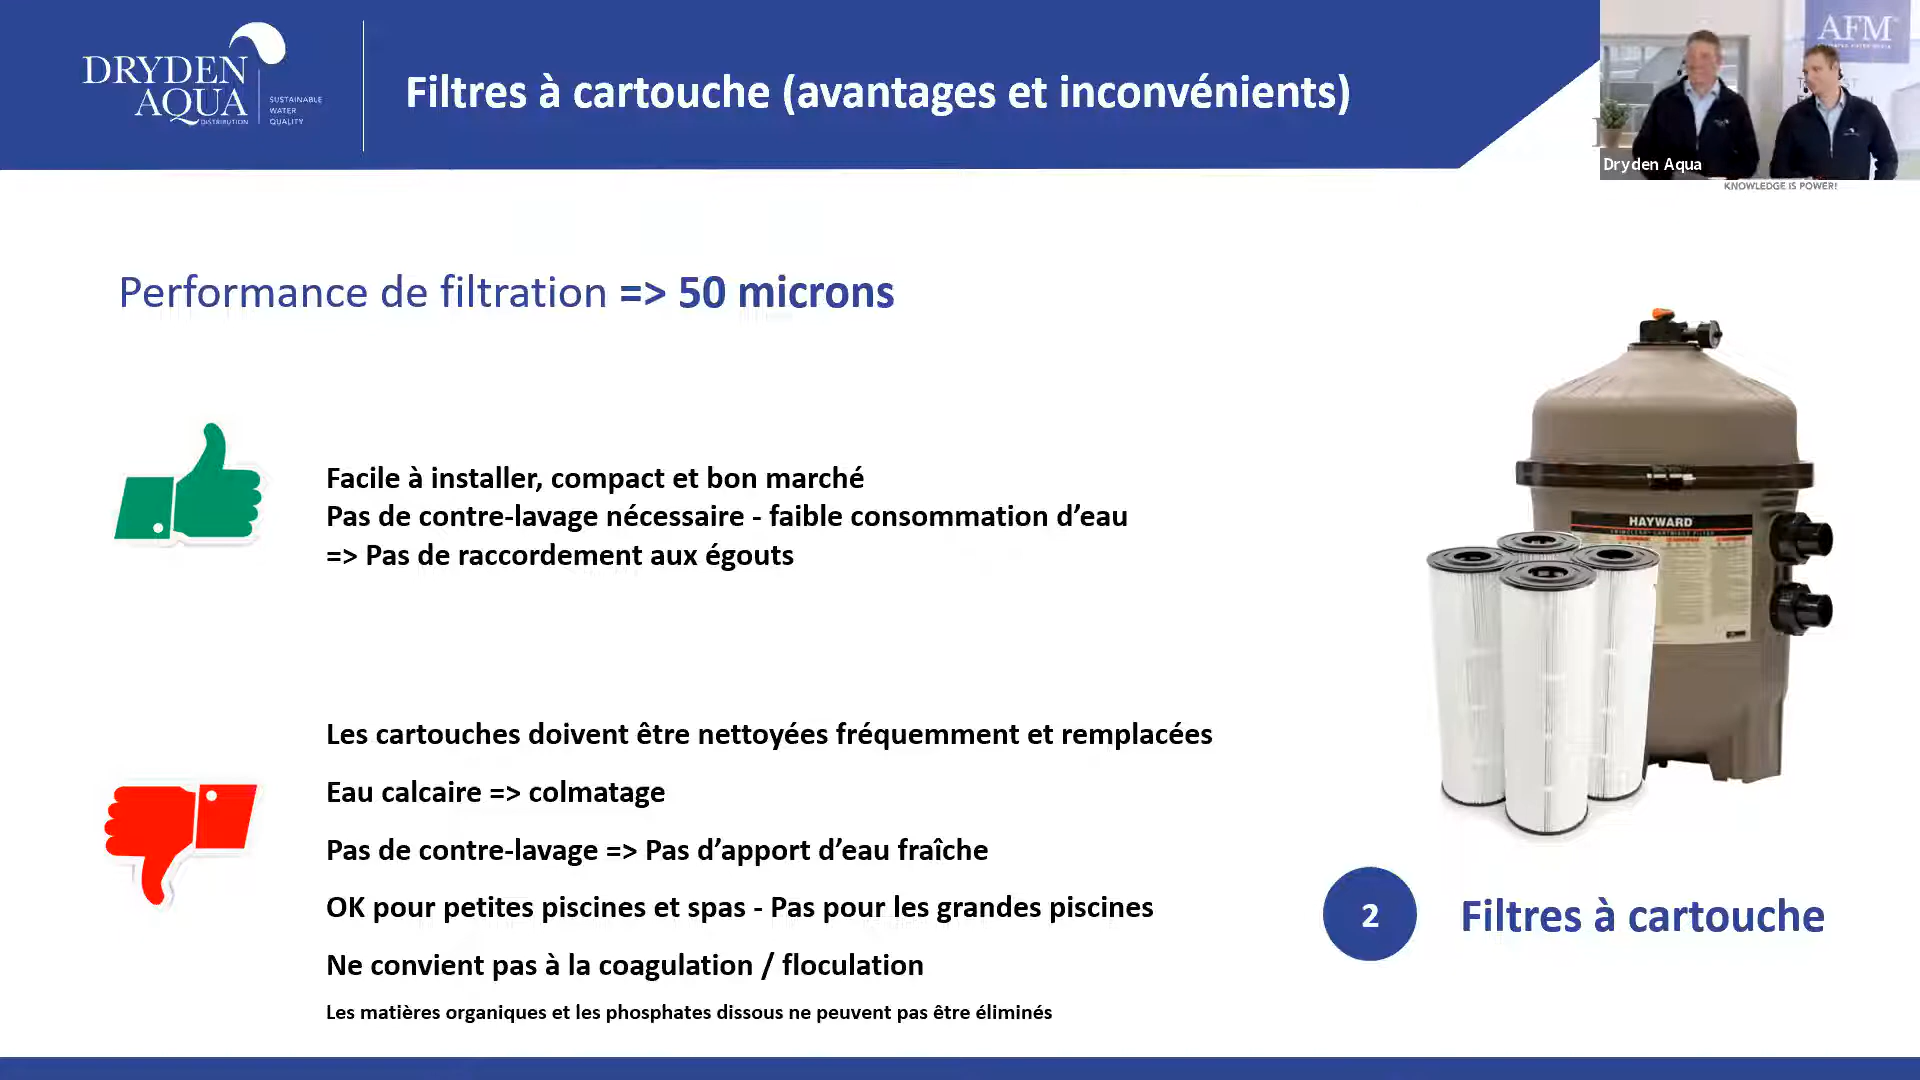 DRYDEN
AQUA
DISTRIBUTION
SUSTAINABLE
WATER
QUALITY
Filtres à cartouche (avantages et inconvénients)
AFM
Dryden Aqua
KNOWLEDGE IS POWER!
Performance de filtration => 50 microns
Facile à installer, compact et bon marché
Pas de contre-lavage nécessaire - faible consommation d’eau
=> Pas de raccordement aux égouts
HAYWARD
Les cartouches doivent être nettoyées fréquemment et remplacées
Eau calcaire => colmatage
Pas de contre-lavage => Pas d’apport d’eau fraîche
OK pour petites piscines et spas - Pas pour les grandes piscines
Ne convient pas à la coagulation / floculation
Les matières organiques et les phosphates dissous ne peuvent pas être éliminés
2
Filtres à cartouche